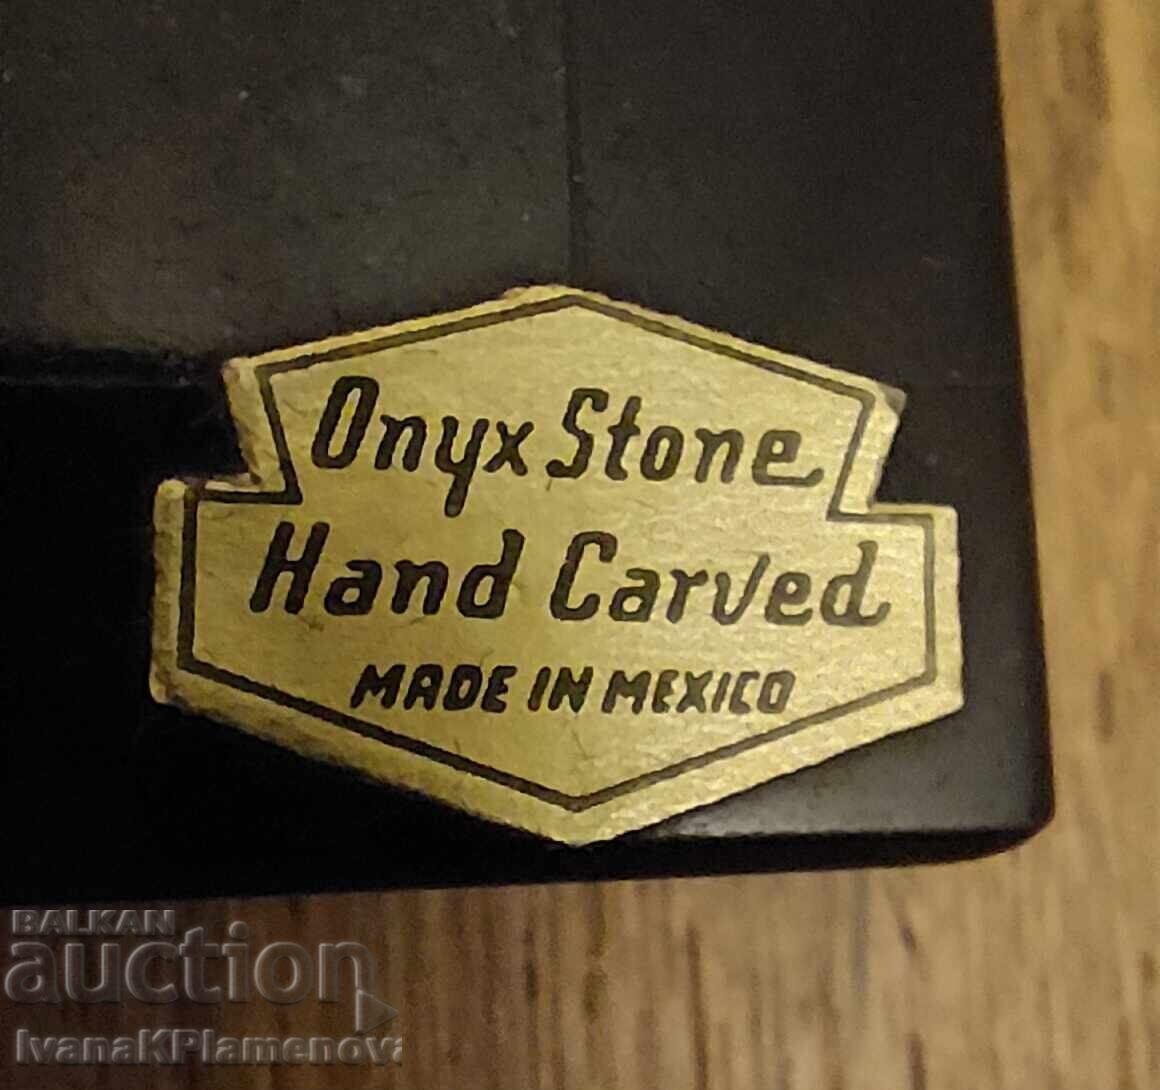 Onyx Stone
Hand Carved
MADE IN MEXICO
BALKAN
auction
IvanaKPlamenova